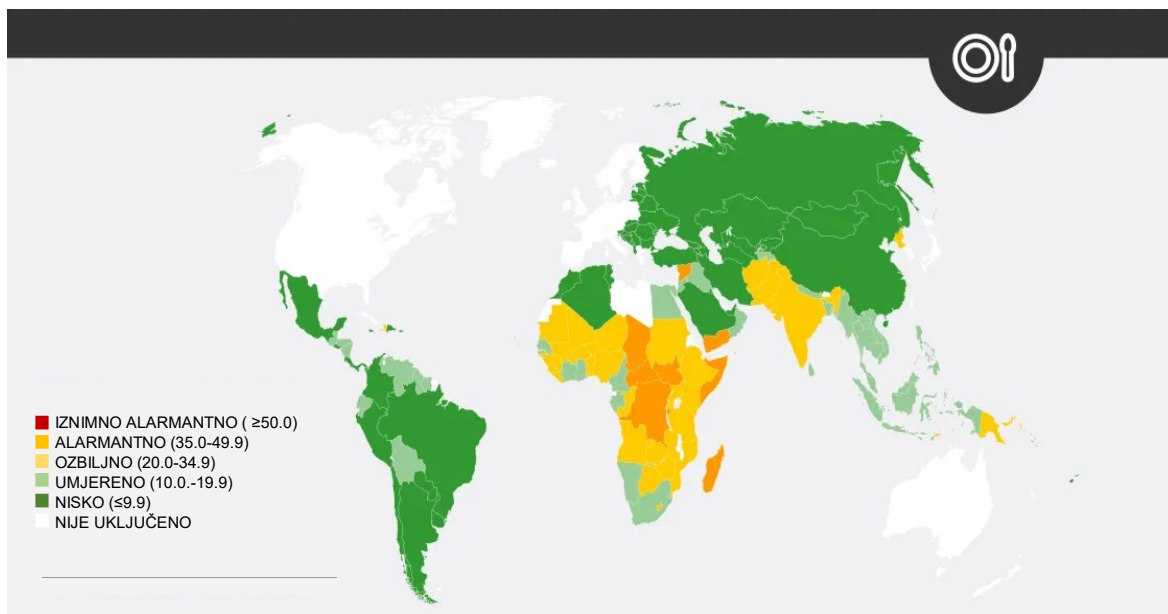 IZNIMNO ALARMANTNO ( ≥50.0)
ALARMANTNO (35.0-49.9)
OZBILJNO (20.0-34.9)
UMJERENO (10.0.-19.9)
NISKO (≤9.9)
NIJE UKLJUČENO